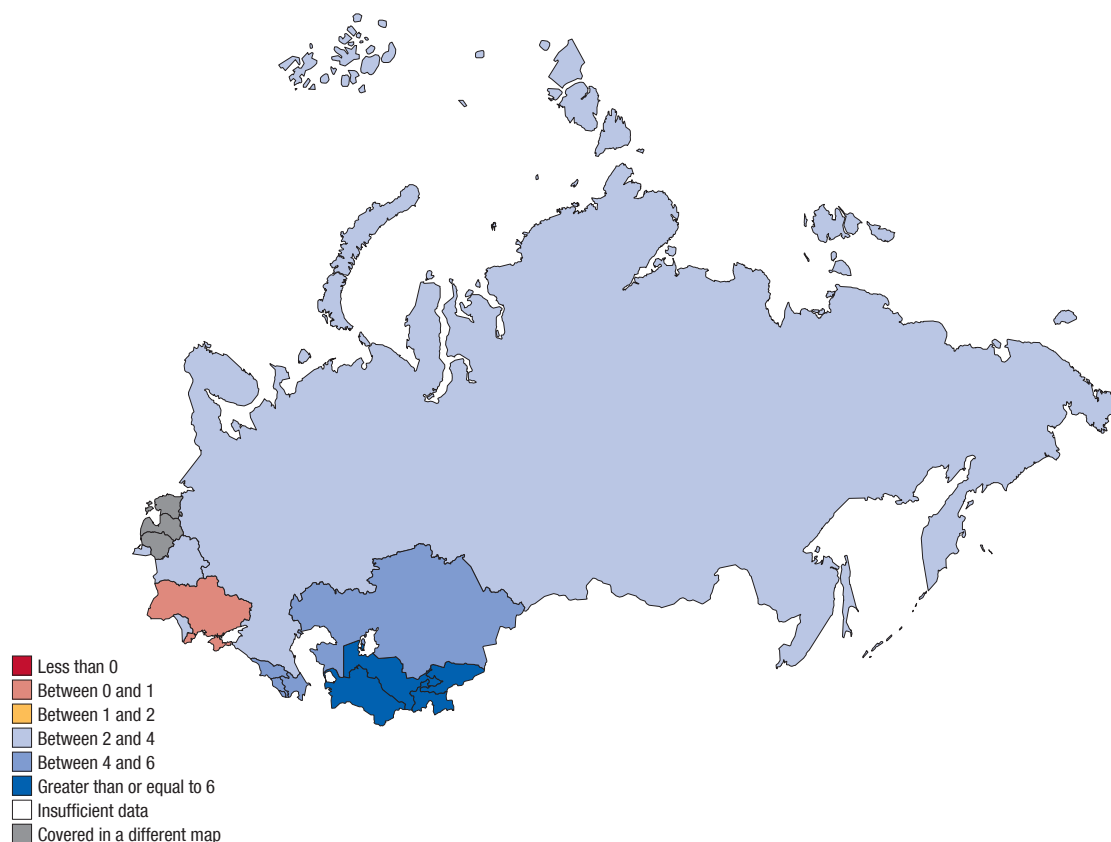 Less than 0
Between 0 and 1
Between 1 and 2
Between 2 and 4
Between 4 and 6
Greater than or equal to 6
Insufficient data
Covered in a different map